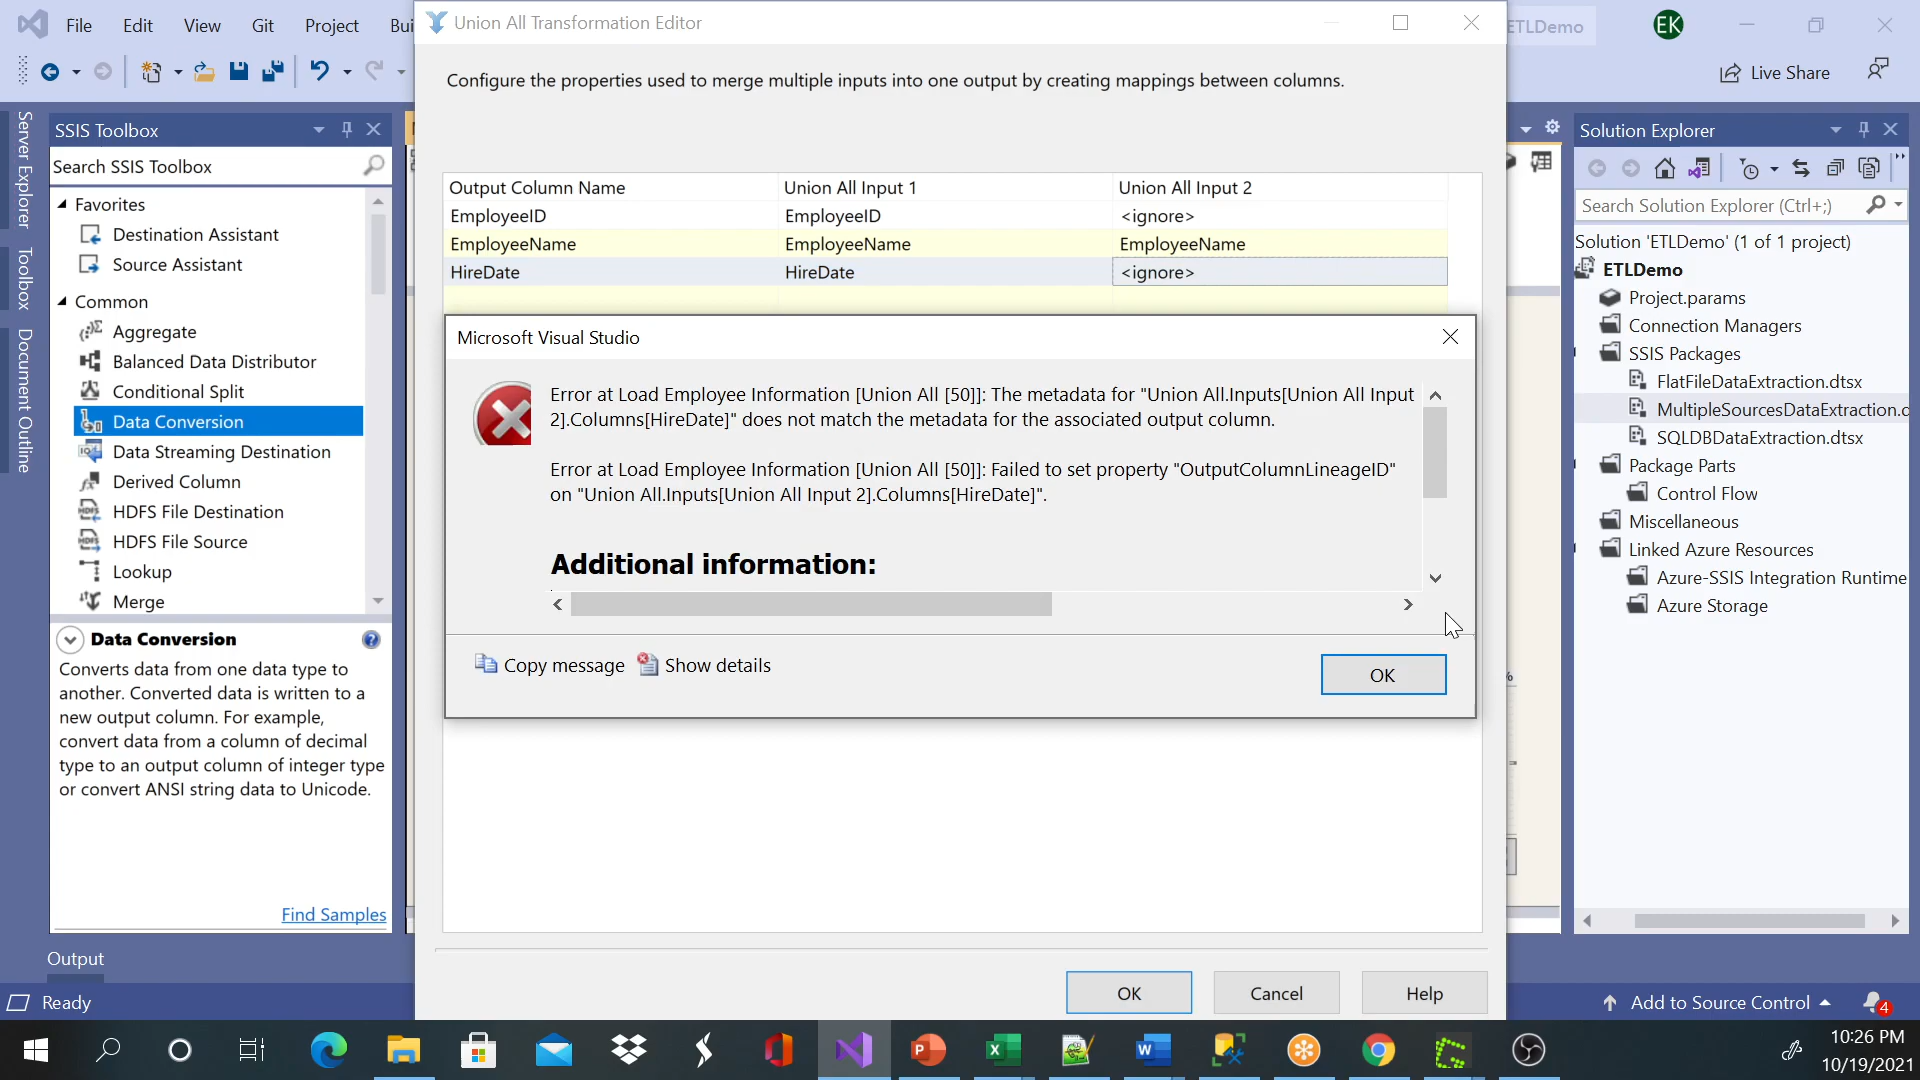 File Edit View Git Project Bui
ETLDemo
EK
Live Share
Union All Transformation Editor
Configure the properties used to merge multiple inputs into one output by creating mappings between columns.
Output Column Name Union All Input 1 Union All Input 2
EmployeeID EmployeeID <ignore>
EmployeeName EmployeeName EmployeeName
HireDate HireDate <ignore>
Microsoft Visual Studio
Error at Load Employee Information [Union All [50]]: The metadata for "Union All.Inputs[Union All Input
2].Columns[HireDate]" does not match the metadata for the associated output column.
Error at Load Employee Information [Union All [50]]: Failed to set property "OutputColumnLineageID"
on "Union All.Inputs[Union All Input 2].Columns[HireDate]".
Additional information:
Copy message Show details
OK
OK Cancel Help
Server Explorer
Toolbox
Document Outline
SSIS Toolbox
Search SSIS Toolbox
Favorites
Destination Assistant
Source Assistant
Common
Aggregate
Balanced Data Distributor
Conditional Split
Data Conversion
Data Streaming Destination
Derived Column
HDFS File Destination
HDFS File Source
Lookup
Merge
Data Conversion
Converts data from one data type to
another. Converted data is written to a
new output column. For example,
convert data from a column of decimal
type to an output column of integer type
or convert ANSI string data to Unicode.
Find Samples
Output
Ready
Solution Explorer
Search Solution Explorer (Ctrl+;)
Solution 'ETLDemo' (1 of 1 project)
ETLDemo
Project.params
Connection Managers
SSIS Packages
FlatFileDataExtraction.dtsx
MultipleSourcesDataExtraction.d
SQLDBDataExtraction.dtsx
Package Parts
Control Flow
Miscellaneous
Linked Azure Resources
Azure-SSIS Integration Runtime
Azure Storage
%
Add to Source Control
4
10:26 PM
10/19/2021